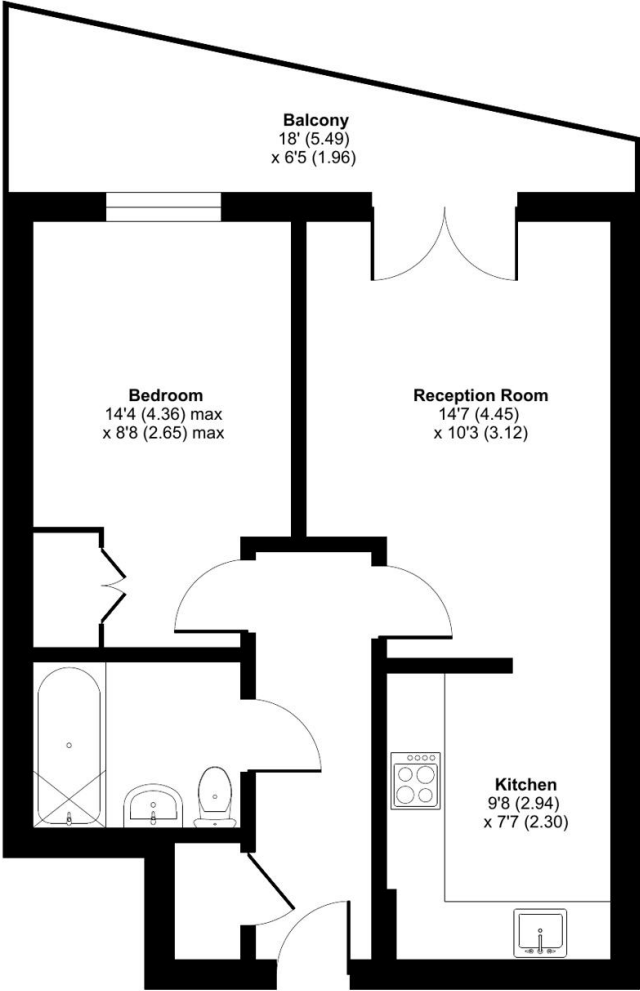 Balcony
18' (5.49)
x 6'5 (1.96)
Bedroom
14'4 (4.36) max
x 8'8 (2.65) max
Reception Room
14'7 (4.45)
x 10'3 (3.12)
Kitchen
9'8 (2.94)
x 7'7 (2.30)